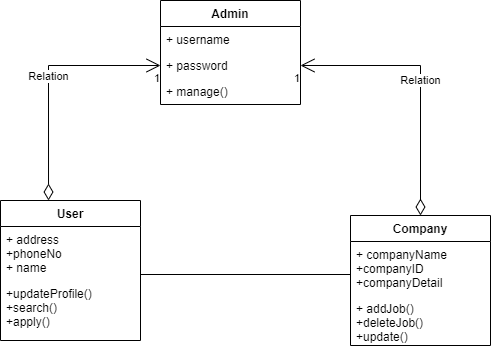 Admin
+ username
+ password
+ manage()
Relation
1
1
Relation
User
+ address
+phoneNo
+ name
+updateProfile()
+search()
+apply()
Company
+ companyName
+companyID
+companyDetail
+ addJob()
+deleteJob()
+update()